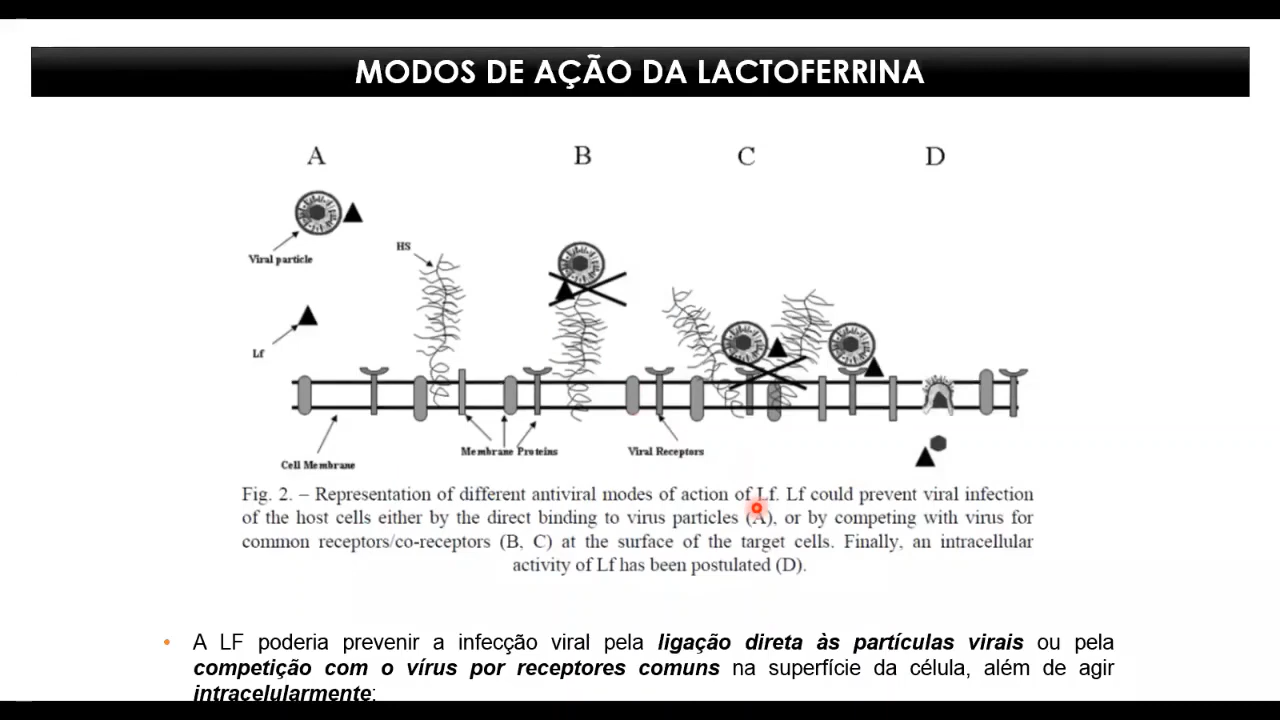 MODOS DE AÇÃO DA LACTOFERRINA
A
B
C
D
Viral particle
HS
Lf
Cell Membrane
Membrane Proteins
Viral Receptors
Fig. 2. – Representation of different antiviral modes of action of Lf. Lf could prevent viral infection
of the host cells either by the direct binding to virus particles (A), or by competing with virus for
common receptors/co-receptors (B, C) at the surface of the target cells. Finally, an intracellular
activity of Lf has been postulated (D).
• A LF poderia prevenir a infecção viral pela ligação direta às partículas virais ou pela
competição com o vírus por receptores comuns na superfície da célula, além de agir
intracelularmente;